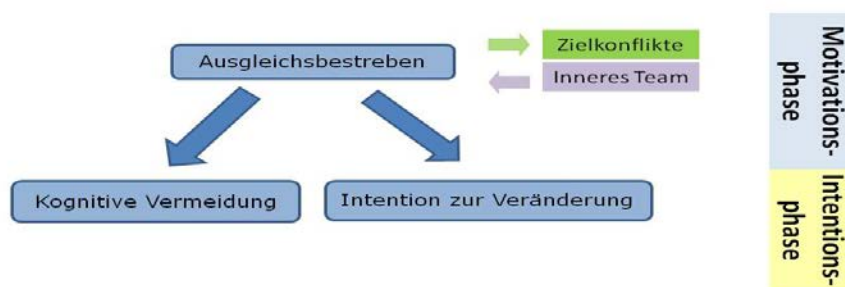 Ausgleichsbestreben
Zielkonflikte
Inneres Team
Kognitive Vermeidung
Intention zur Veränderung
Motivations-
phase
Intentions-
phase